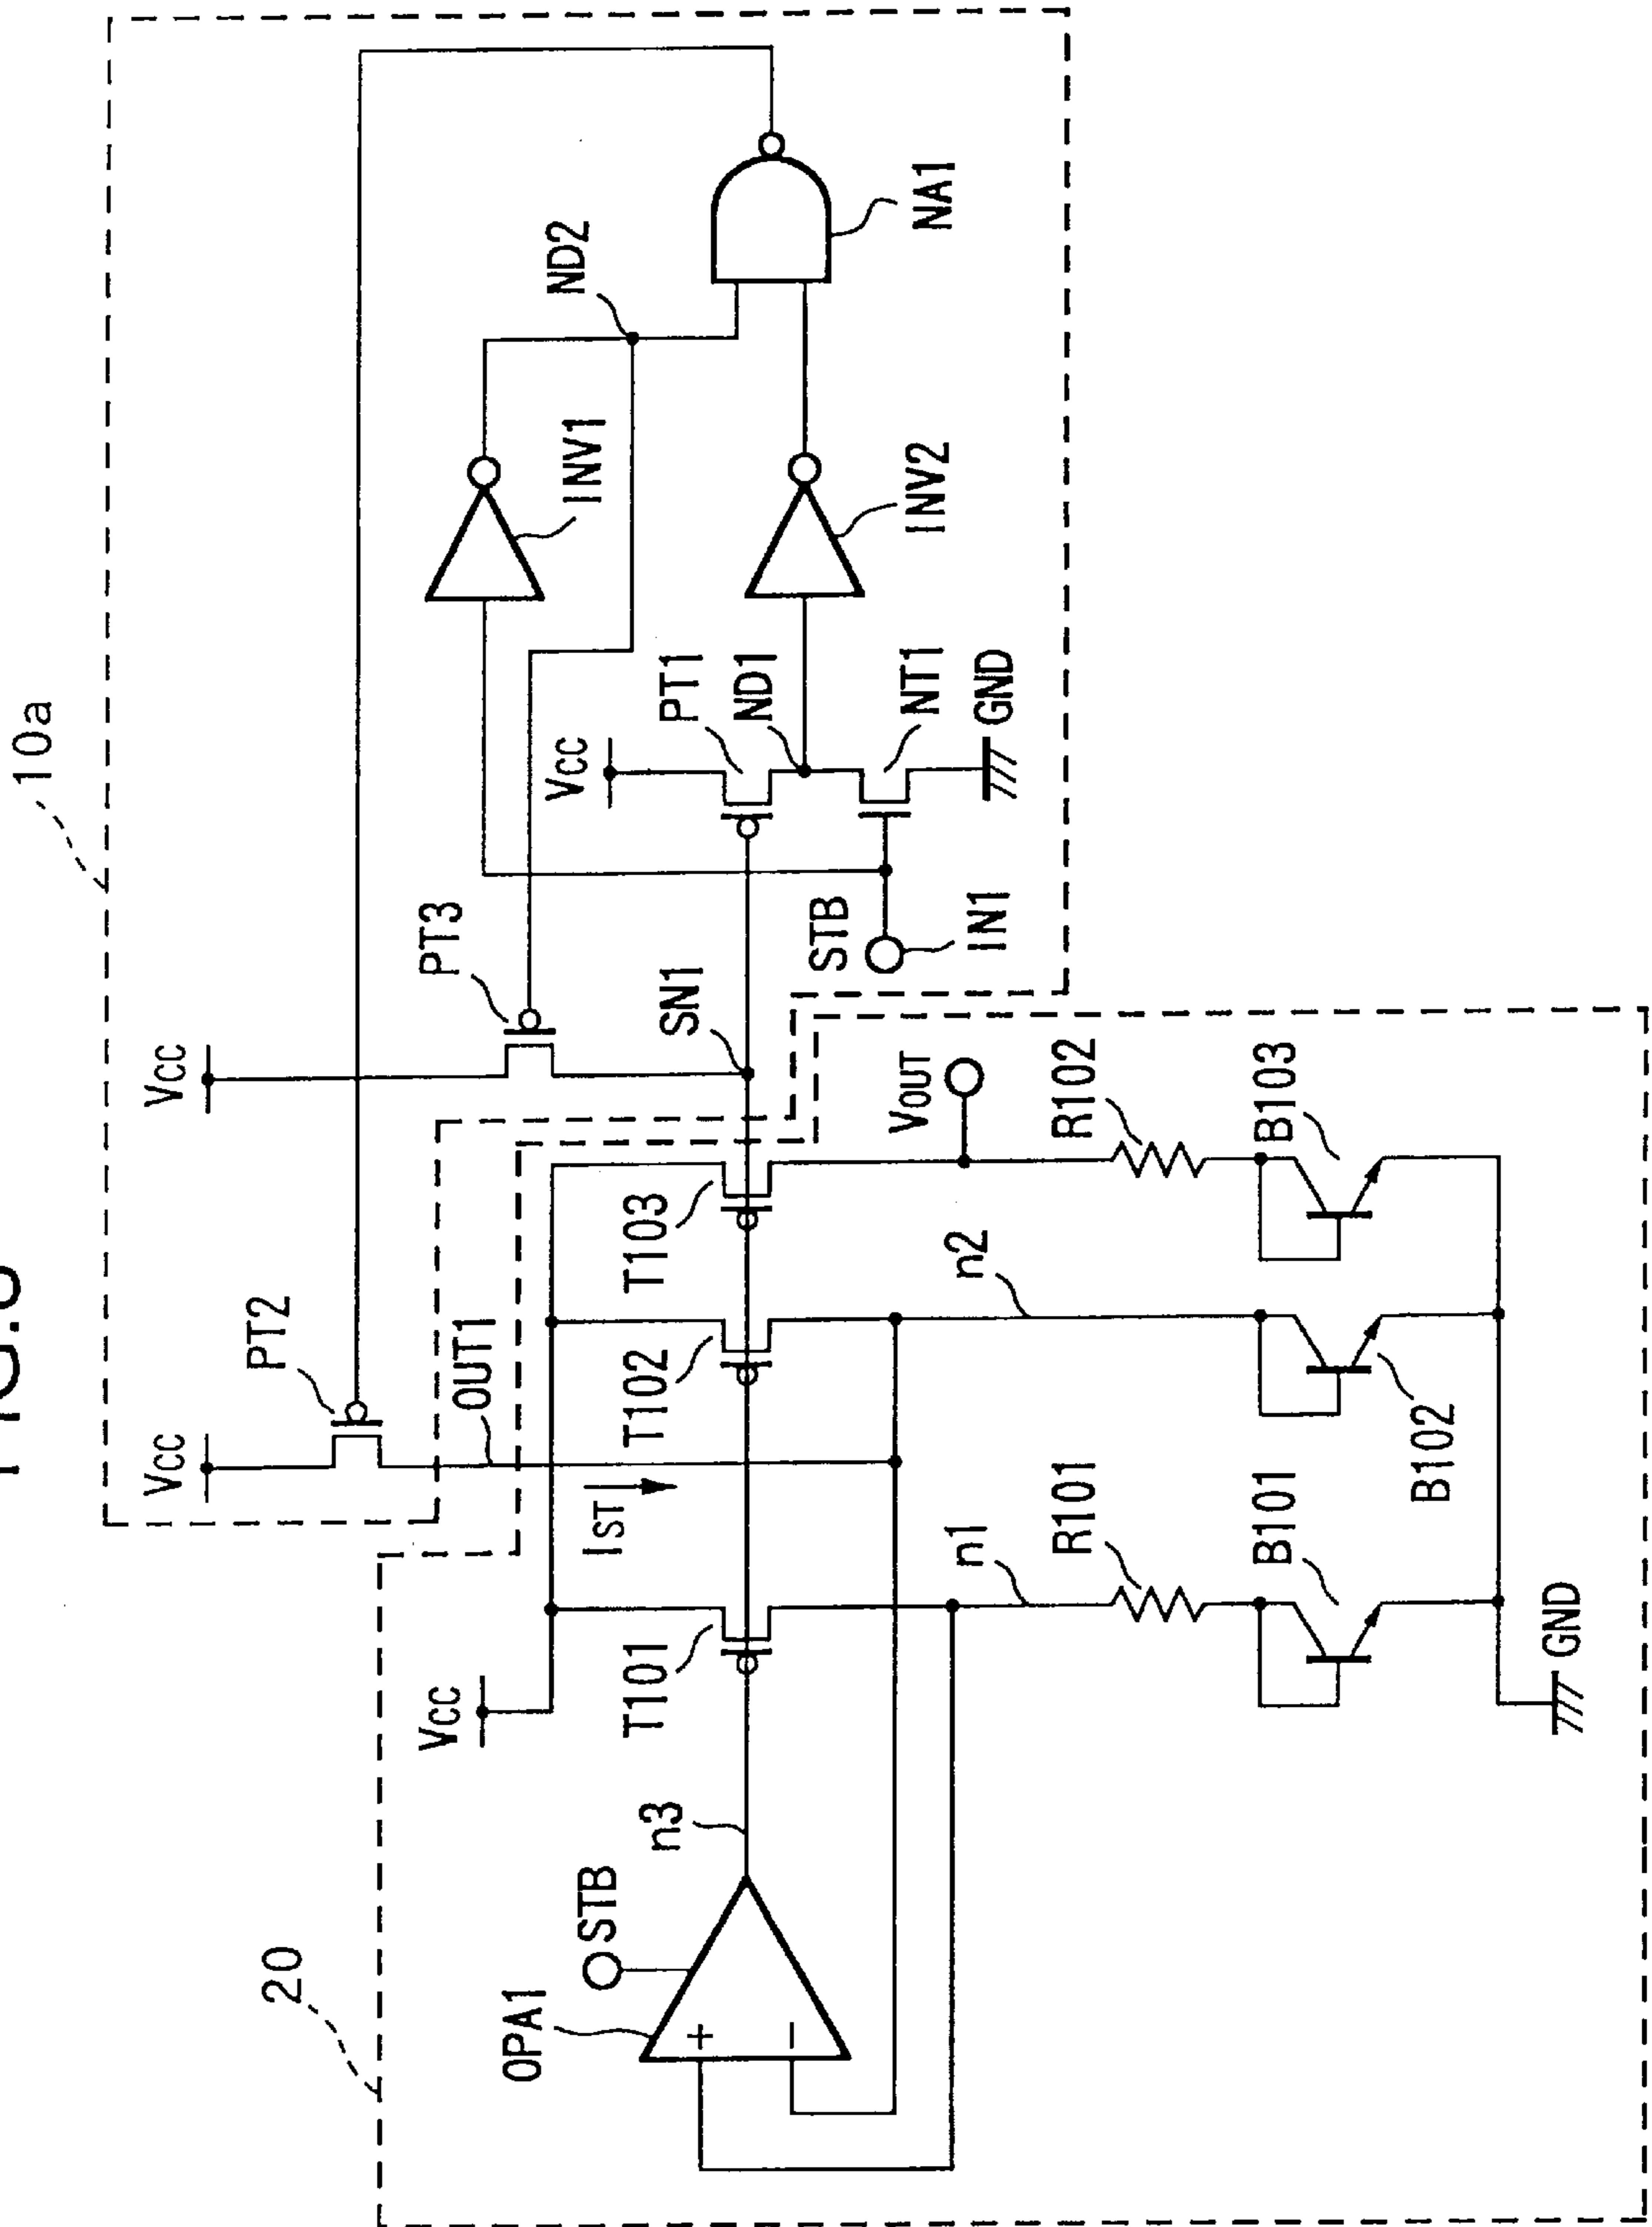 10a
VCC
PT2
VCC
PT3
INV1
ND2
OUT1
IST
VCC
PT1
ND1
NT1
GND
INV2
NA1
SN1
STB
IN1
20
VCC
OPA1
STB
+
−
n3
T101
T102
T103
VOUT
n1
n2
R101
R102
B101
B102
B103
GND